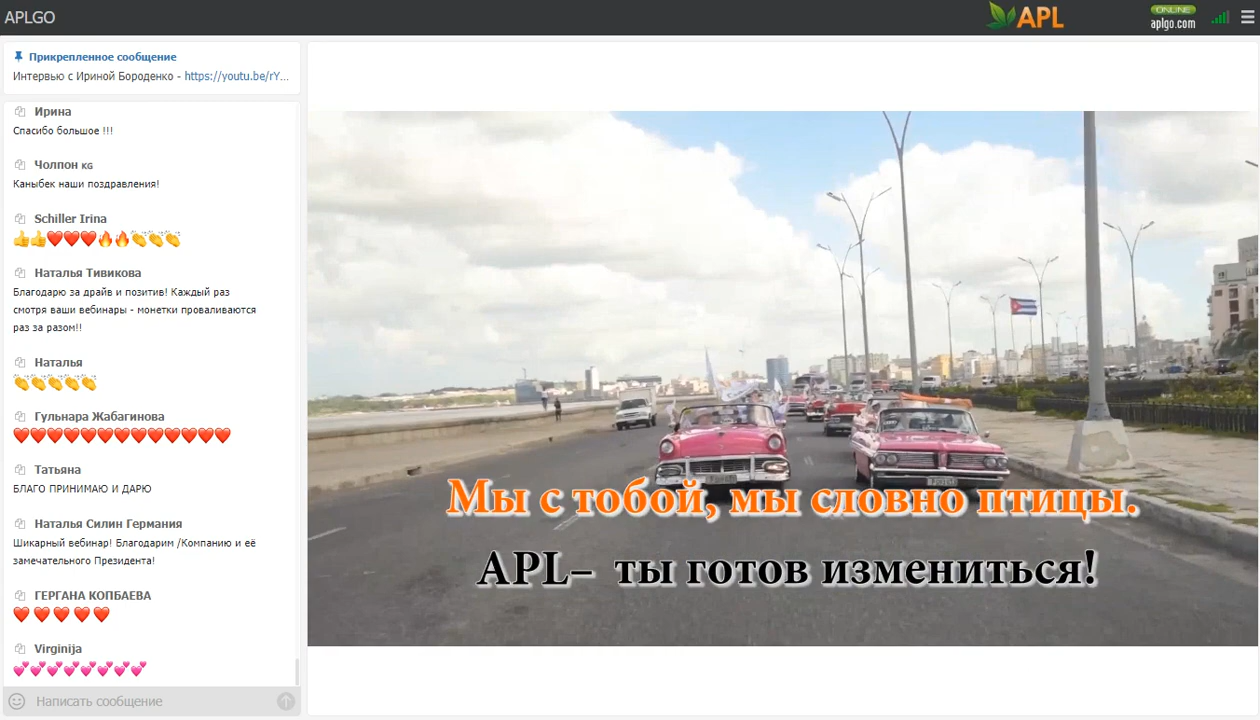 APLGO
APL
ONLINE
aplgo.com
Прикрепленное сообщение
Интервью с Ириной Бороденко - https://youtu.be/rY...
Ирина
Спасибо большое !!!
Чолпон KG
Каныбек наши поздравления!
Schiller Irina
👍👍❤️❤️❤️🔥🔥👏👏👏
Наталья Тивикова
Благодарю за драйв и позитив! Каждый раз
смотря ваши вебинары - монетки проваливаются
раз за разом!!
Наталья
👏👏👏👏👏
Гульнара Жабагинова
❤️❤️❤️❤️❤️❤️❤️❤️❤️❤️❤️❤️❤️
Татьяна
БЛАГО ПРИНИМАЮ И ДАРЮ
Наталья Силин Германия
Шикарный вебинар! Благодарим /Компанию и её
замечательного Президента!
ГЕРГАНА КОПБАЕВА
❤️ ❤️ ❤️ ❤️ ❤️
Virginija
💕💕💕💕💕💕💕💕
Написать сообщение
Мы с тобой, мы словно птицы.
APL– ты готов измениться!